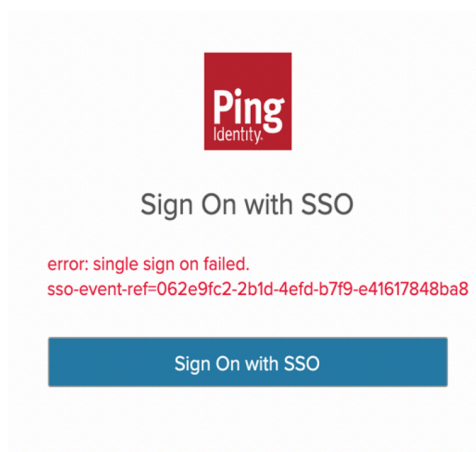 Ping
Identity.
Sign On with SSO
error: single sign on failed.
sso-event-ref=062e9fc2-2b1d-4efd-b7f9-e41617848ba8
Sign On with SSO